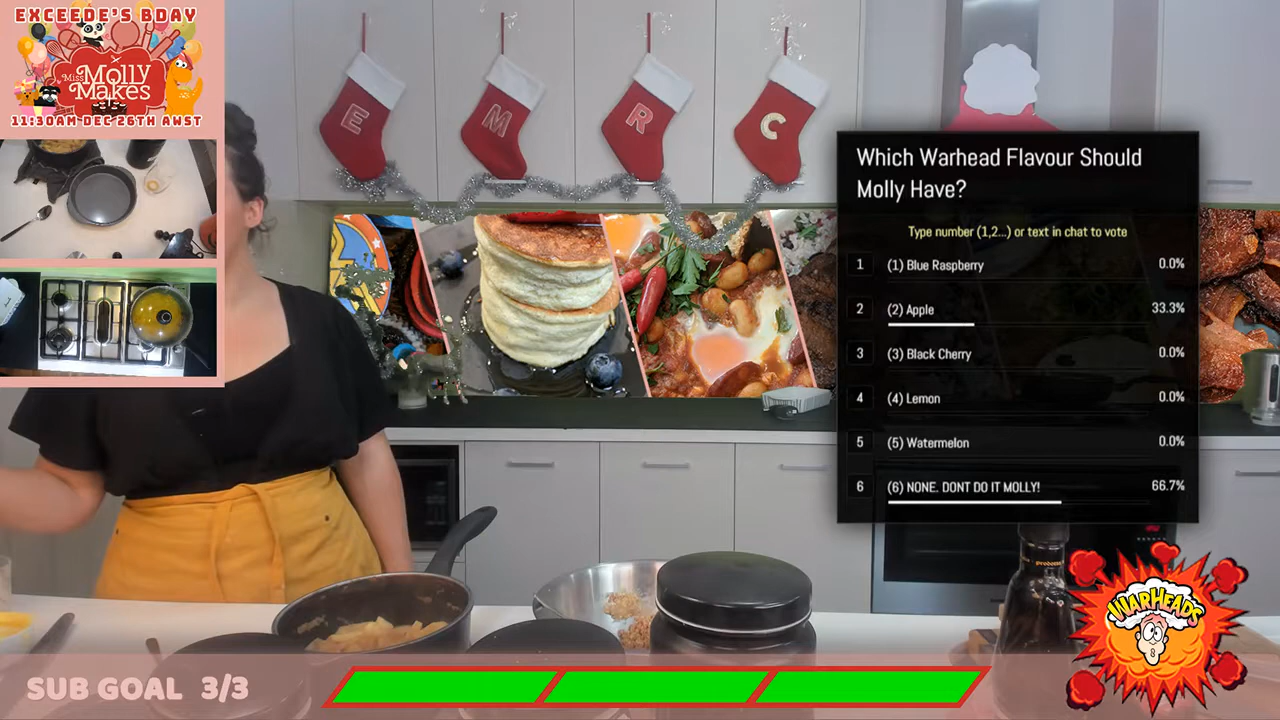 EXCEEDE'S BDAY
X
Miss
Molly
Makes
11:30AM DEC 26TH AWST
E M R C
Which Warhead Flavour Should
Molly Have?
Type number (1,2...) or text in chat to vote
1 (1) Blue Raspberry 0.0%
2 (2) Apple 33.3%
3 (3) Black Cherry 0.0%
4 (4) Lemon 0.0%
5 (5) Watermelon 0.0%
6 (6) NONE. DONT DO IT MOLLY! 66.7%
WARHEADS
SUB GOAL 3/3